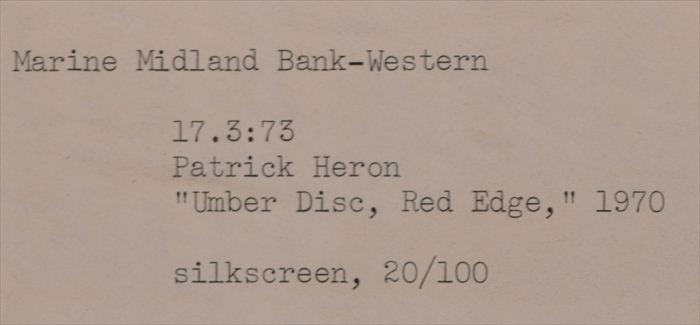 Marine Midland Bank-Western
17.3:73
Patrick Heron
"Umber Disc, Red Edge," 1970
silkscreen, 20/100